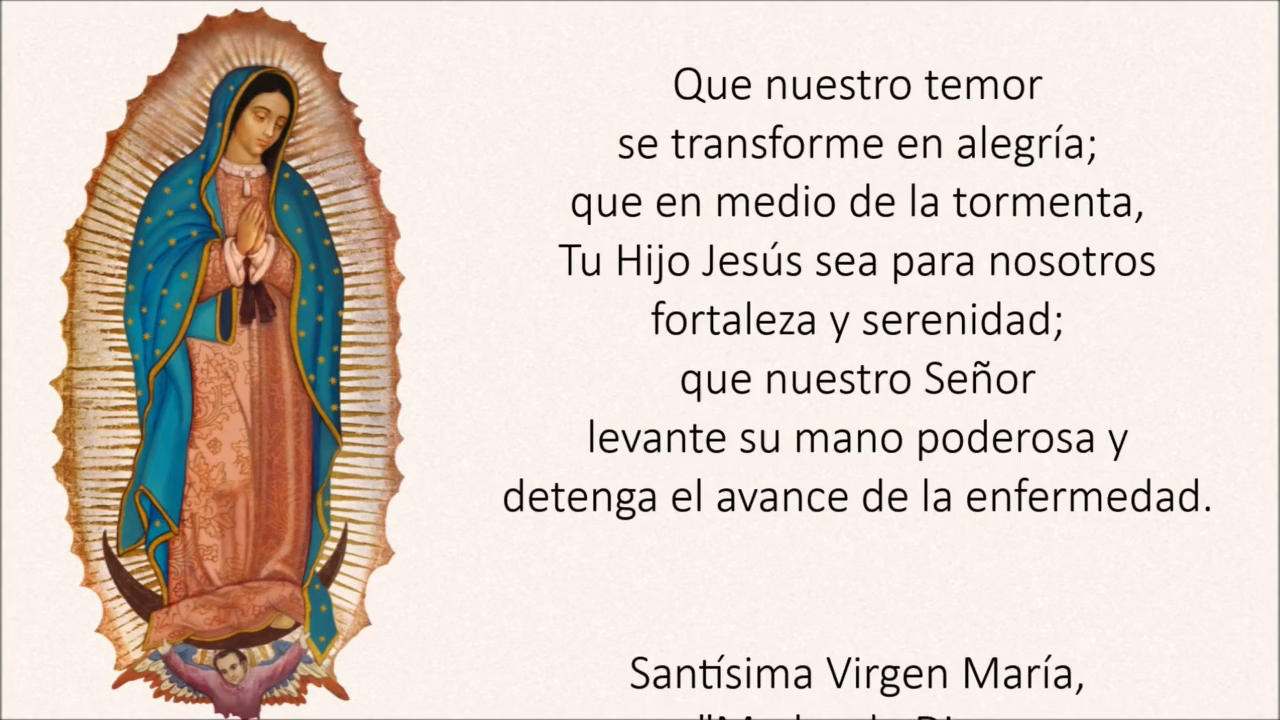 Que nuestro temor
se transforme en alegría;
que en medio de la tormenta,
Tu Hijo Jesús sea para nosotros
fortaleza y serenidad;
que nuestro Señor
levante su mano poderosa y
detenga el avance de la enfermedad.
Santísima Virgen María,